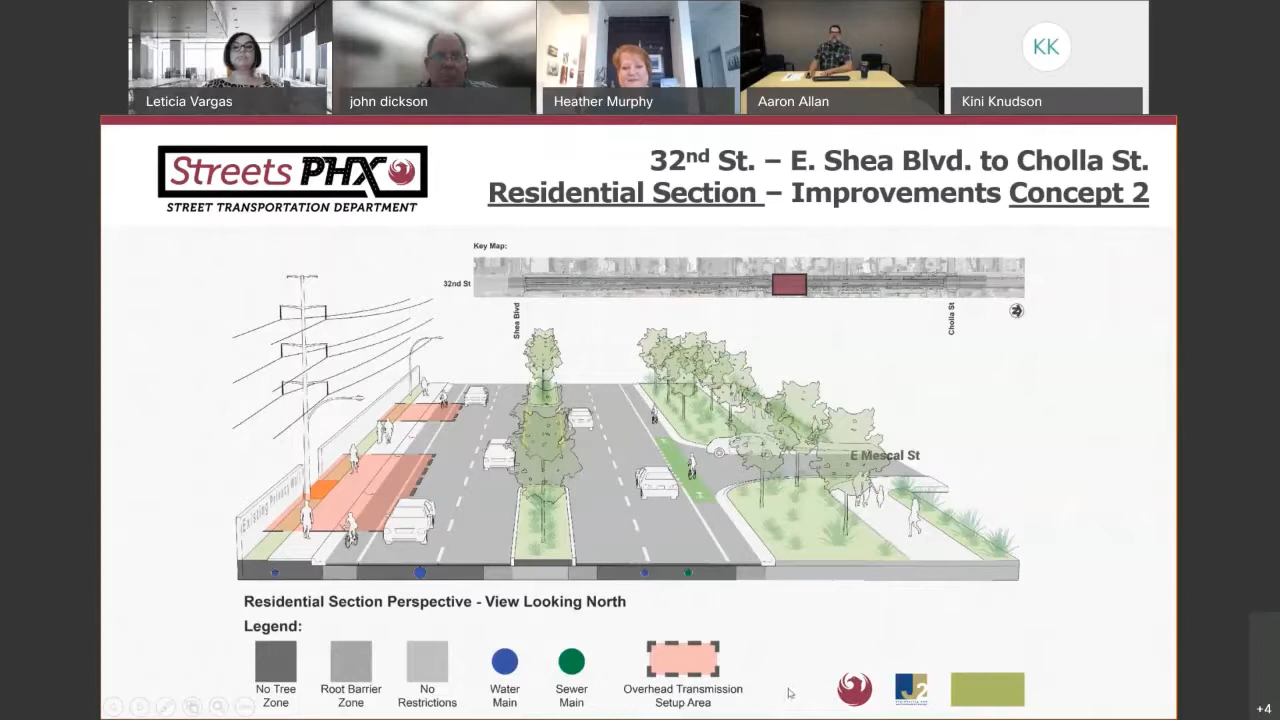 Leticia Vargas
john dickson
Heather Murphy
Aaron Allan
KK
Kini Knudson
Streets PHX
STREET TRANSPORTATION DEPARTMENT
32nd St. – E. Shea Blvd. to Cholla St.
Residential Section – Improvements Concept 2
Key Map:
32nd St
Shea Blvd
Cholla St
E Mescal St
Residential Section Perspective - View Looking North
Legend:
No Tree
Zone
Root Barrier
Zone
No
Restrictions
Water
Main
Sewer
Main
Overhead Transmission
Setup Area
J2
+4